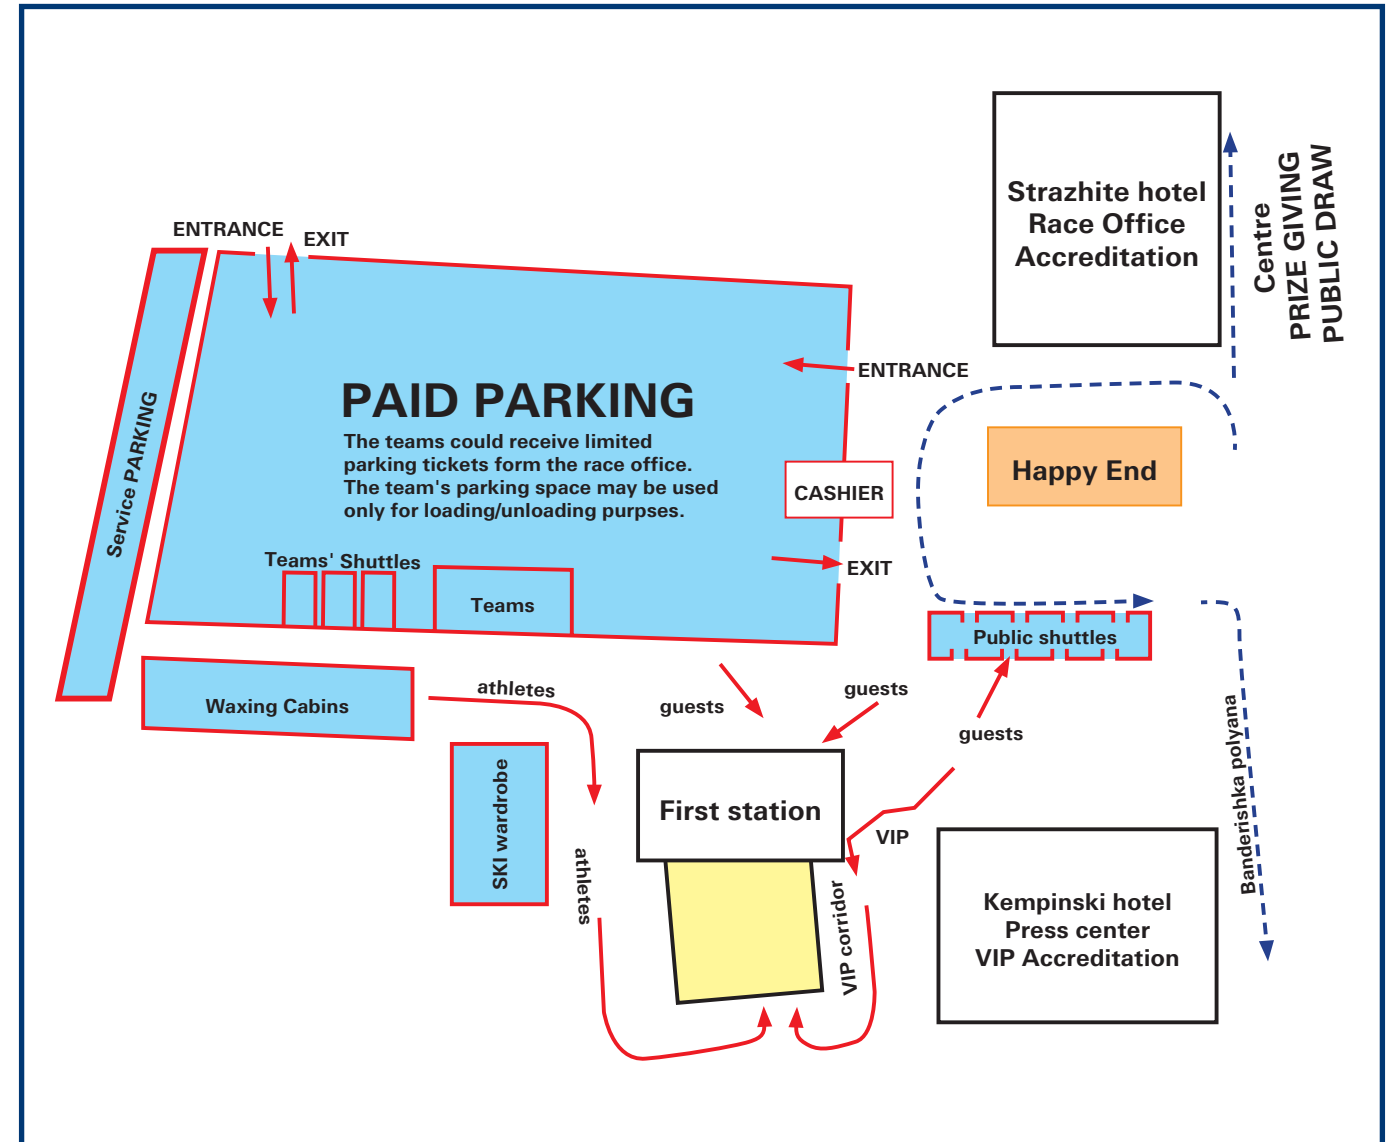 Strazhite hotel
Race Office
Accreditation
Centre
PRIZE GIVING
PUBLIC DRAW
ENTRANCE
EXIT
Service PARKING
PAID PARKING
The teams could receive limited
parking tickets form the race office.
The team's parking space may be used
only for loading/unloading purpses.
ENTRANCE
CASHIER
EXIT
Happy End
Teams' Shuttles
Teams
Public shuttles
Waxing Cabins
athletes
guests
guests
guests
SKI wardrobe
athletes
First station
VIP
VIP corridor
Kempinski hotel
Press center
VIP Accreditation
Banderishka polyana